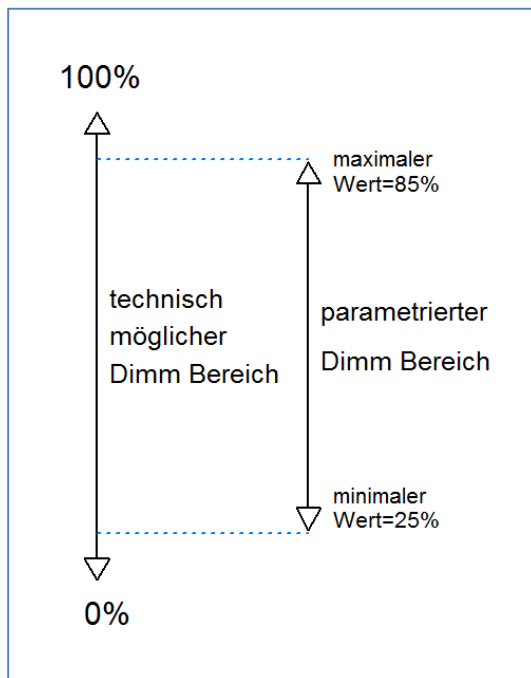 100%
maximaler
Wert=85%
technisch
möglicher
Dimm Bereich
parametrierter
Dimm Bereich
minimaler
Wert=25%
0%